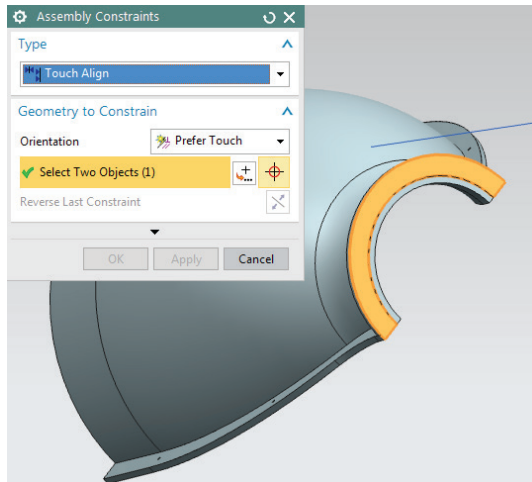 Assembly Constraints
Type
Touch Align
Geometry to Constrain
Orientation
Prefer Touch
Select Two Objects (1)
Reverse Last Constraint
OK
Apply
Cancel